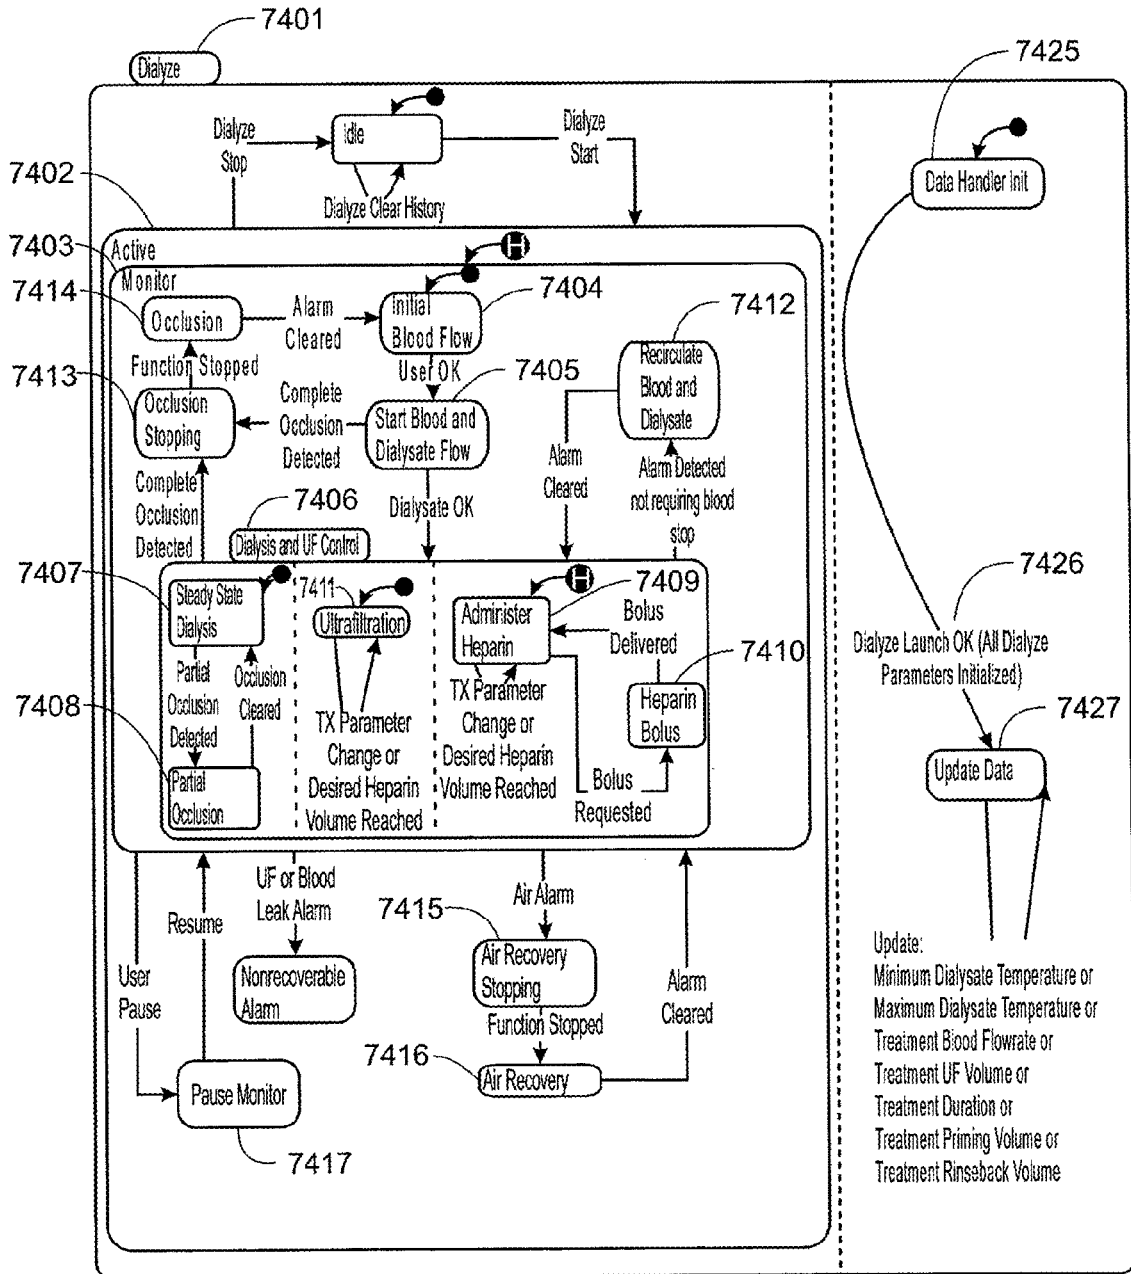 7401
Dialyze
7425
idle
Dialyze
Stop
Dialyze
Start
Data Handler Init
7402
Dialyze Clear History
7403
Active
H
Monitor
7414
Occlusion
Alarm
Cleared
Initial
Blood Flow
7404
7412
Function Stopped
User OK
7405
Recirculate
Blood and
Dialysate
7413
Occlusion
Stopping
Complete
Occlusion
Detected
Start Blood and
Dialysate Flow
Alarm
Cleared
Alarm Detected
not requiring blood
stop
Complete
Occlusion
Detected
7406
Dialysate OK
Dialysis and UF Control
7407
Steady State
Dialysis
7411
Ultrafiltration
H
7409
Administer
Heparin
Bolus
Delivered
7410
7426
Dialyze Launch OK (All Dialyze
Parameters Initialized)
Partial
Occlusion
Detected
Occlusion
Cleared
7408
Partial
Occlusion
TX Parameter
Change or
Desired Heparin
Volume Reached
TX Parameter
Change or
Desired Heparin
Volume Reached
Heparin
Bolus
Bolus
Requested
7427
Update Data
UF or Blood
Leak Alarm
Resume
Air Alarm
7415
Air Recovery
Stopping
Nonrecoverable
Alarm
User
Pause
Alarm
Cleared
Function Stopped
7416
Air Recovery
Pause Monitor
7417
Update:
Minimum Dialysate Temperature or
Maximum Dialysate Temperature or
Treatment Blood Flowrate or
Treatment UF Volume or
Treatment Duration or
Treatment Priming Volume or
Treatment Rinseback Volume